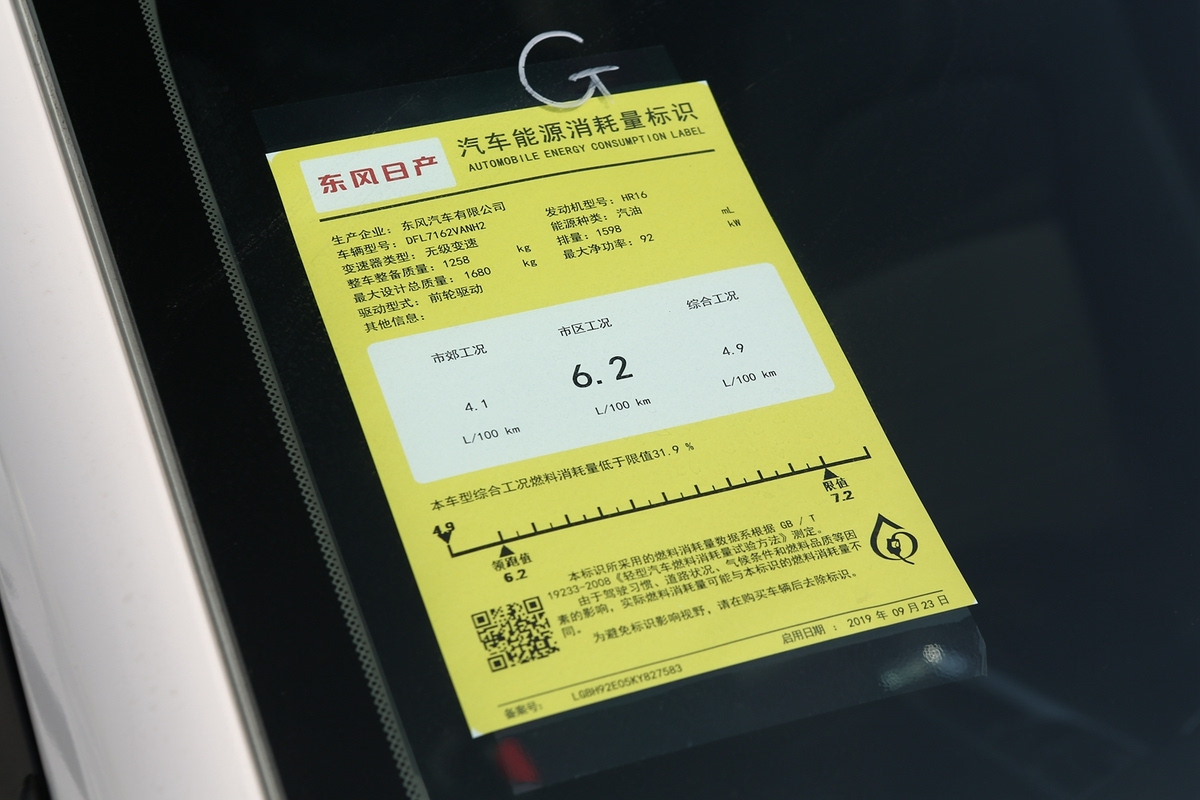 G
东风日产
汽车能源消耗量标识
AUTOMOBILE ENERGY CONSUMPTION LABEL
生产企业: 东风汽车有限公司
车辆型号: DFL7162VANH2
变速器类型: 无级变速
整车整备质量: 1258 kg
最大设计总质量: 1680 kg
驱动型式: 前轮驱动
其他信息:
发动机型号: HR16
能源种类: 汽油
排量: 1598 mL
最大净功率: 92 kW
市郊工况
4.1
L/100 km
市区工况
6.2
L/100 km
综合工况
4.9
L/100 km
本车型综合工况燃料消耗量低于限值31.9 %
4.9
领跑值
6.2
限值
7.2
本标识所采用的燃料消耗量数据系根据 GB / T
19233-2008《轻型汽车燃料消耗量试验方法》测定。
由于驾驶习惯、道路状况、气候条件和燃料品质等因
素的影响，实际燃料消耗量可能与本标识的燃料消耗量不
同。
为避免标识影响视野，请在购买车辆后去除标识。
启用日期 : 2019 年 09 月 23 日
备案号: LGBH92E05KY827583